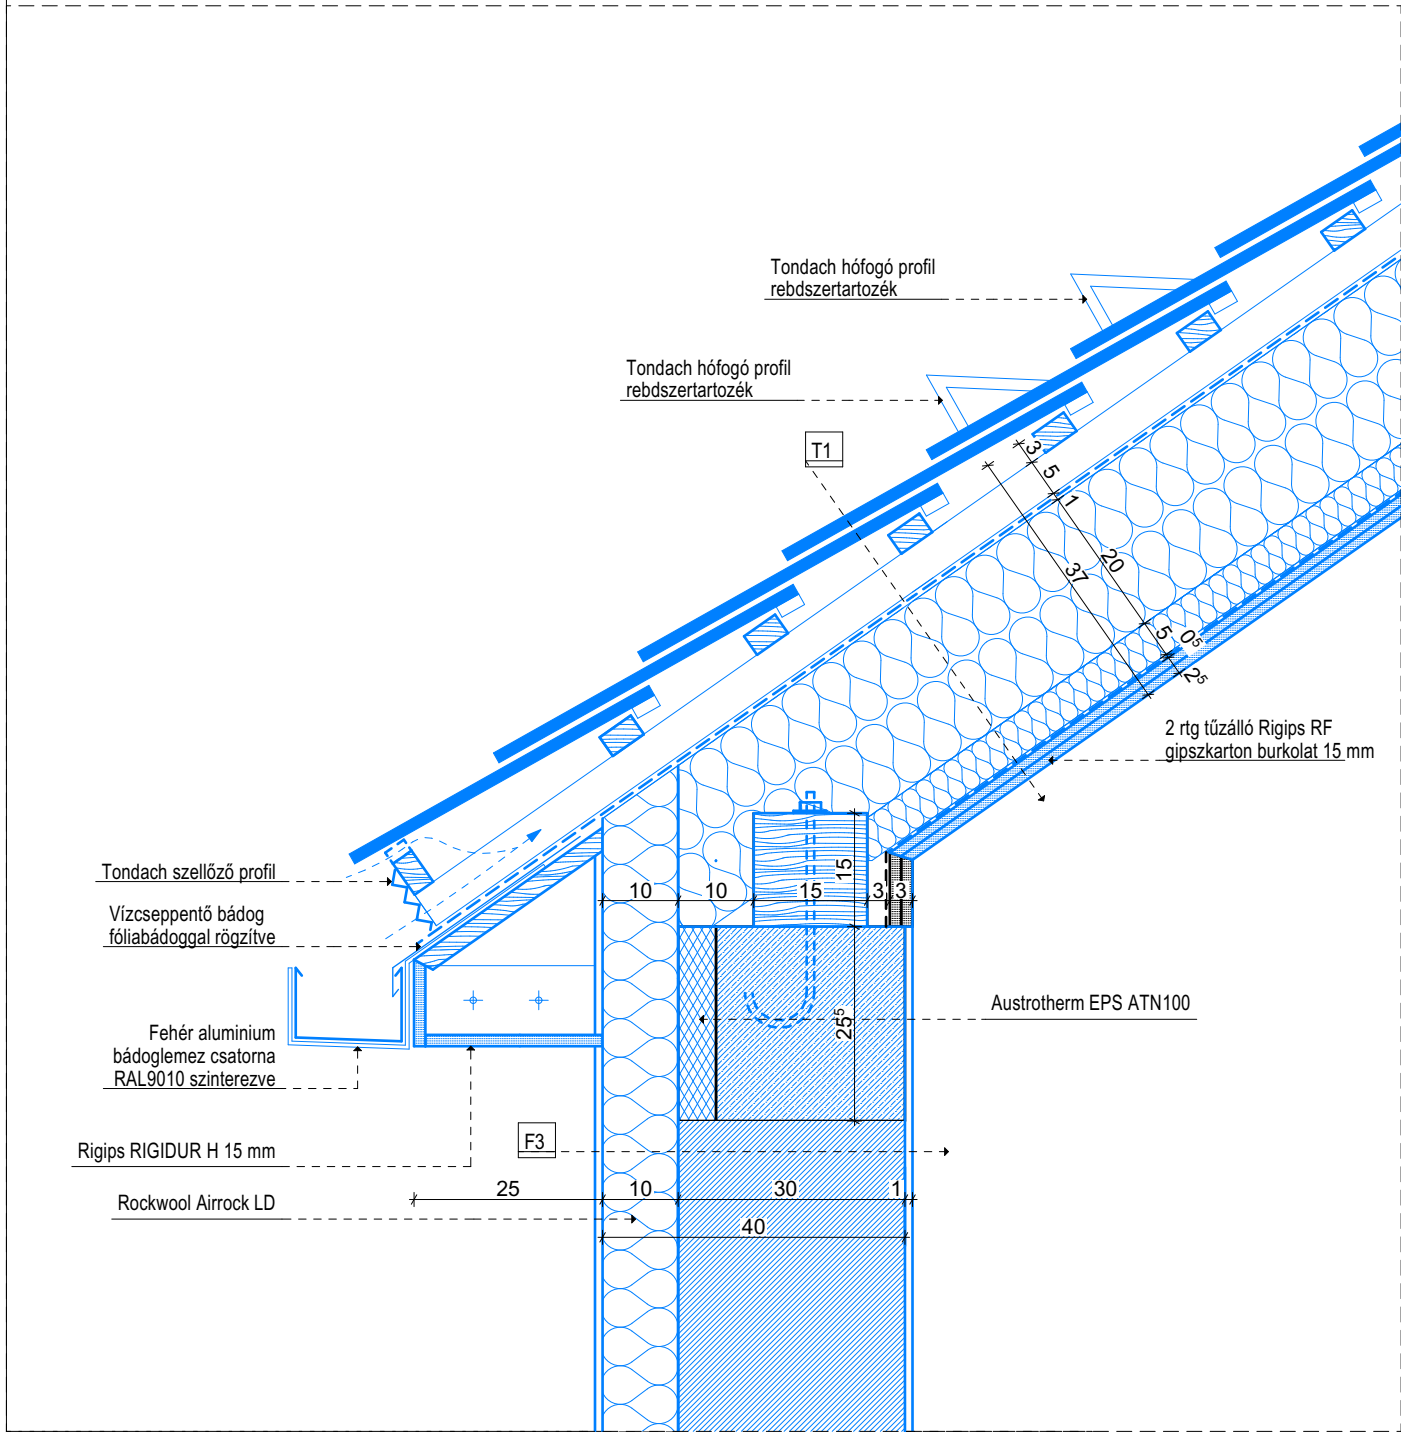 Tondach hófogó profil
rebdszertartozék
Tondach hófogó profil
rebdszertartozék
T1
3
5
1
20
37
5
0⁵
2⁵
2 rtg tűzálló Rigips RF
gipszkarton burkolat 15 mm
Tondach szellőző profil
Vízcseppentő bádog
fóliabádoggal rögzítve
15
10
10
15
3
3
Austrotherm EPS ATN100
25⁵
Fehér aluminium
bádoglemez csatorna
RAL9010 szinterezve
Rigips RIGIDUR H 15 mm
F3
Rockwool Airrock LD
25
10
30
1
40